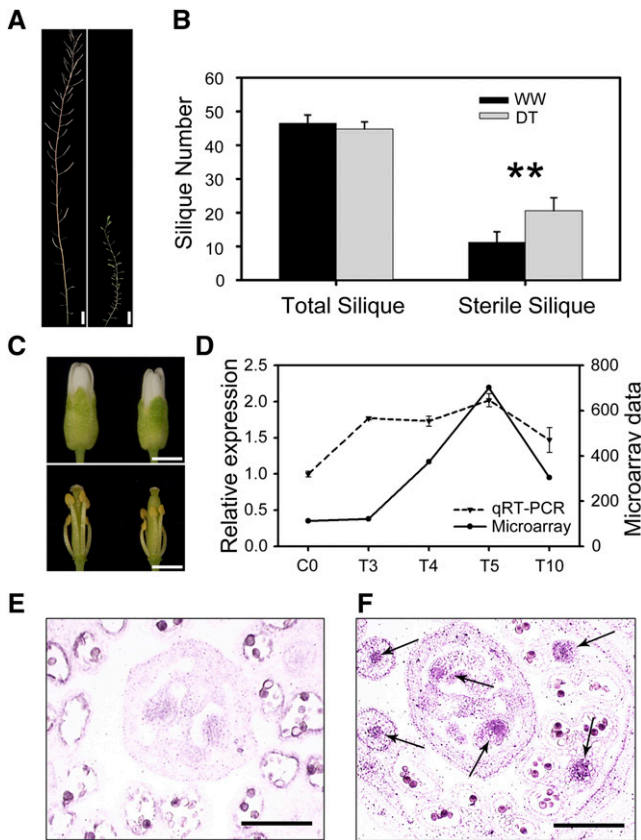 A
B
60
50
40
30
20
10
0
Silique Number
WW
DT
**
Total Silique
Sterile Silique
C
D
2.5
2.0
1.5
1.0
0.5
0.0
Relative expression
800
600
400
200
0
Microarray data
qRT-PCR
Microarray
C0 T3 T4 T5 T10
E
F